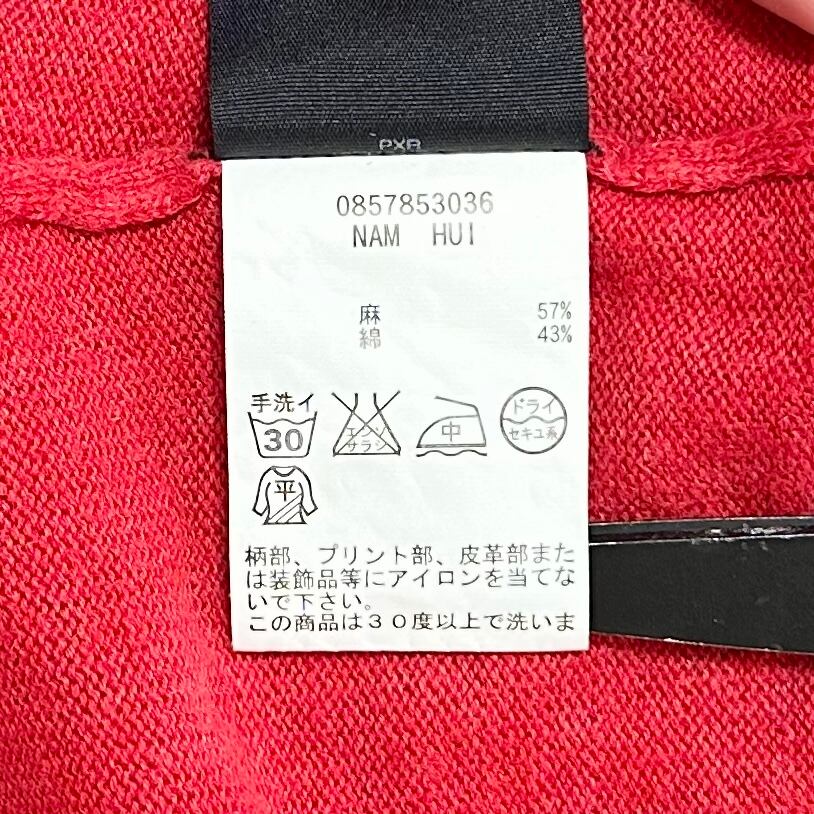 PXR
0857853036
NAM HUI
麻 57%
綿 43%
手洗イ
30
エンソ
サラシ
中
ドライ
セキユ系
平
柄部、プリント部、皮革部また
は装飾品等にアイロンを当てな
いで下さい。
この商品は３０度以上で洗いま